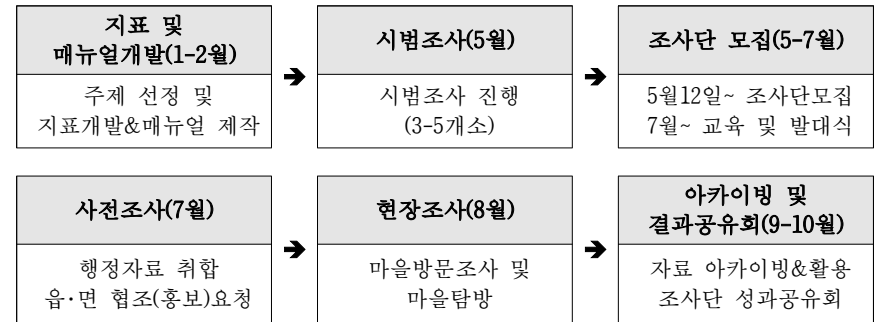 지표 및
매뉴얼개발(1-2월)
주제 선정 및
지표개발&매뉴얼 제작
➔
시범조사(5월)
시범조사 진행
(3-5개소)
➔
조사단 모집(5-7월)
5월12일~ 조사단모집
7월~ 교육 및 발대식
사전조사(7월)
행정자료 취합
읍·면 협조(홍보)요청
➔
현장조사(8월)
마을방문조사 및
마을탐방
➔
아카이빙 및
결과공유회(9-10월)
자료 아카이빙&활용
조사단 성과공유회